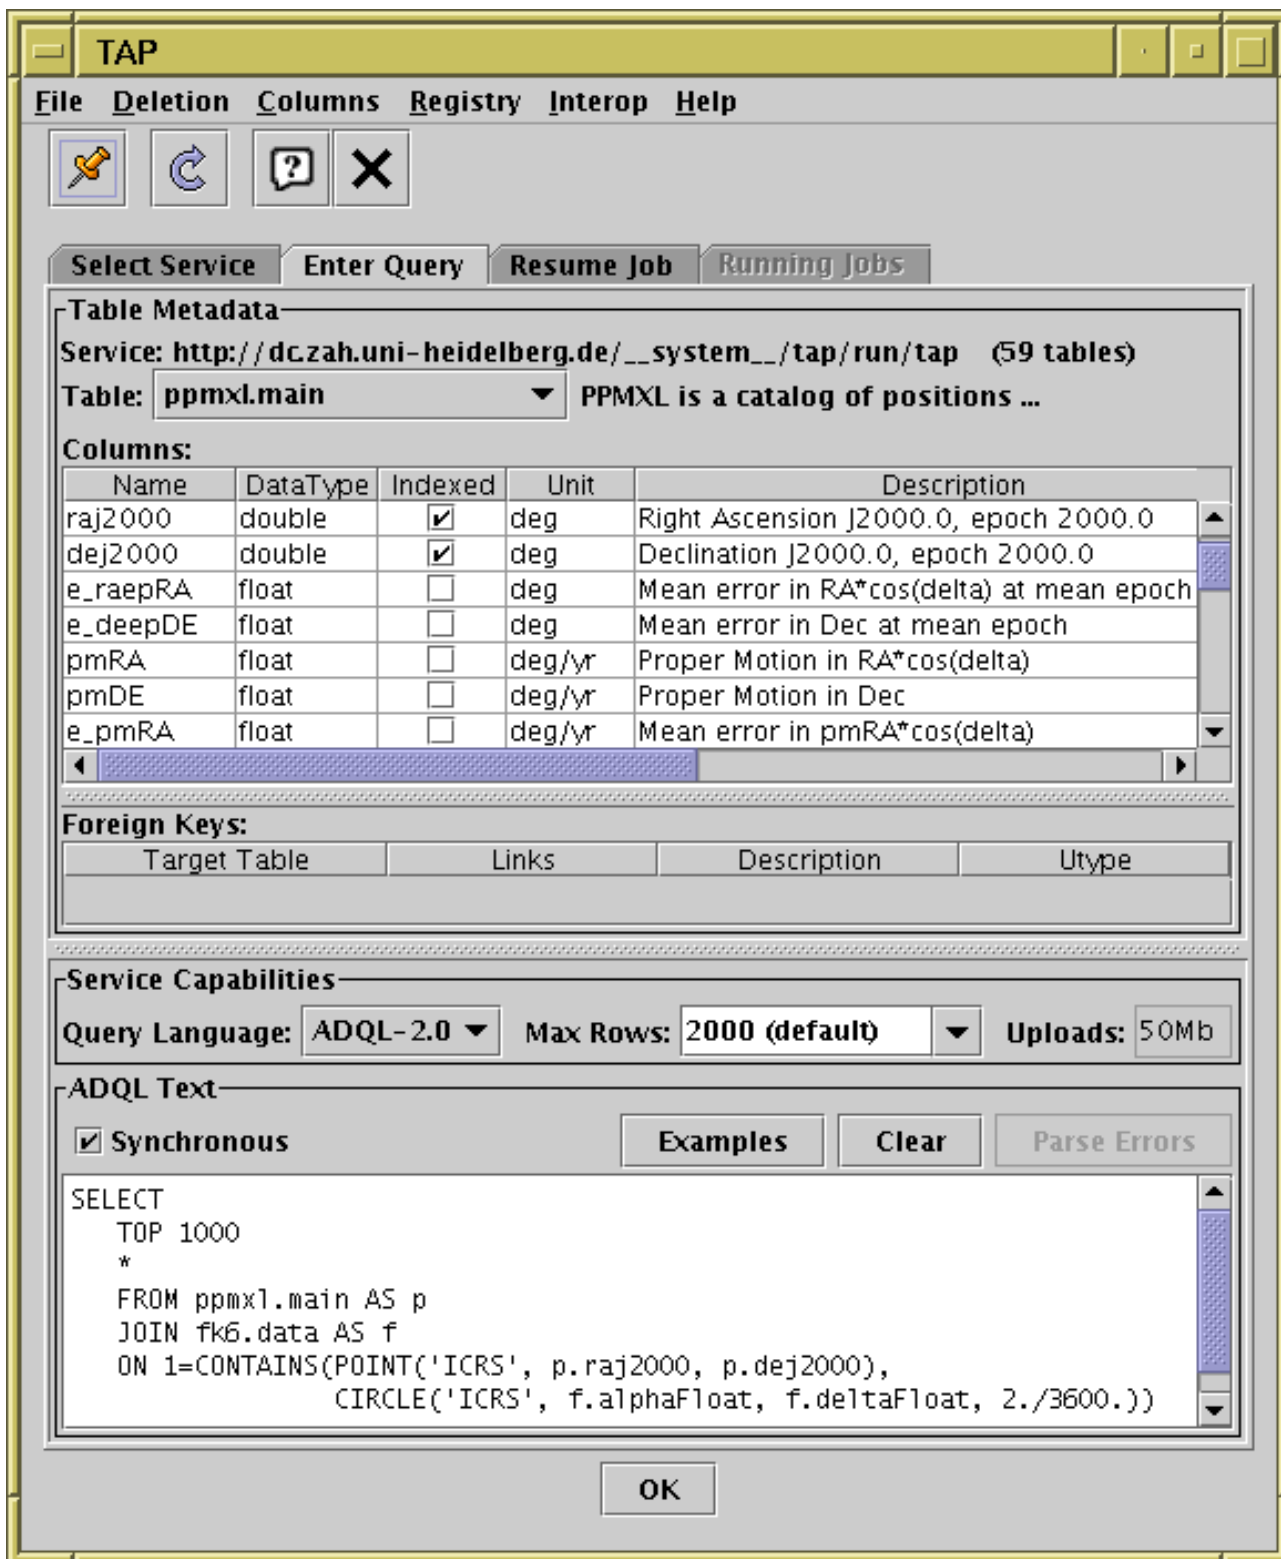 TAP
File Deletion Columns Registry Interop Help
Select Service Enter Query Resume Job Running Jobs
Table Metadata
Service: http://dc.zah.uni-heidelberg.de/__system__/tap/run/tap (59 tables)
Table: ppmxl.main PPMXL is a catalog of positions ...
Columns:
Name DataType Indexed Unit Description
raj2000 double deg Right Ascension J2000.0, epoch 2000.0
dej2000 double deg Declination J2000.0, epoch 2000.0
e_raepRA float deg Mean error in RA*cos(delta) at mean epoch
e_deepDE float deg Mean error in Dec at mean epoch
pmRA float deg/yr Proper Motion in RA*cos(delta)
pmDE float deg/yr Proper Motion in Dec
e_pmRA float deg/yr Mean error in pmRA*cos(delta)
Foreign Keys:
Target Table Links Description Utype
Service Capabilities
Query Language: ADQL-2.0 Max Rows: 2000 (default) Uploads: 50Mb
ADQL Text
Synchronous Examples Clear Parse Errors
SELECT
TOP 1000
*
FROM ppmxl.main AS p
JOIN fk6.data AS f
ON 1=CONTAINS(POINT('ICRS', p.raj2000, p.dej2000),
CIRCLE('ICRS', f.alphaFloat, f.deltaFloat, 2./3600.))
OK